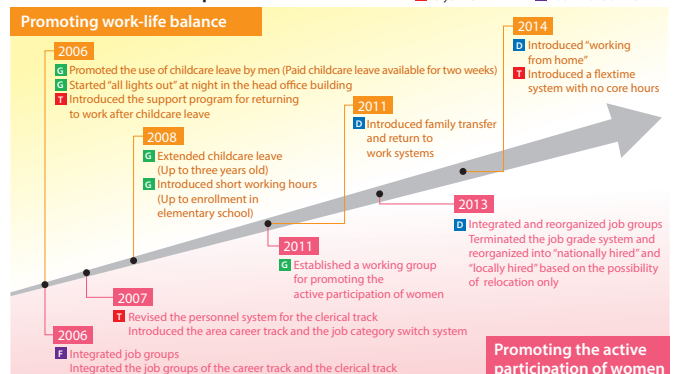 Promoting work-life balance
2014
D Introduced “working
from home”
T Introduced a flextime
system with no core hours
2006
G Promoted the use of childcare leave by men (Paid childcare leave available for two weeks)
G Started “all lights out” at night in the head office building
T Introduced the support program for returning
to work after childcare leave
2011
D Introduced family transfer
and return to
work systems
2008
G Extended childcare leave
(Up to three years old)
G Introduced short working hours
(Up to enrollment in
elementary school)
2013
D Integrated and reorganized job groups
Terminated the job grade system and
reorganized into “nationally hired” and
“locally hired” based on the possibility
of relocation only
2011
G Established a working group
for promoting the
active participation of women
2007
T Revised the personnel system for the clerical track
Introduced the area career track and the job category switch system
2006
F Integrated job groups
Integrated the job groups of the career track and the clerical track
Promoting the active
participation of women